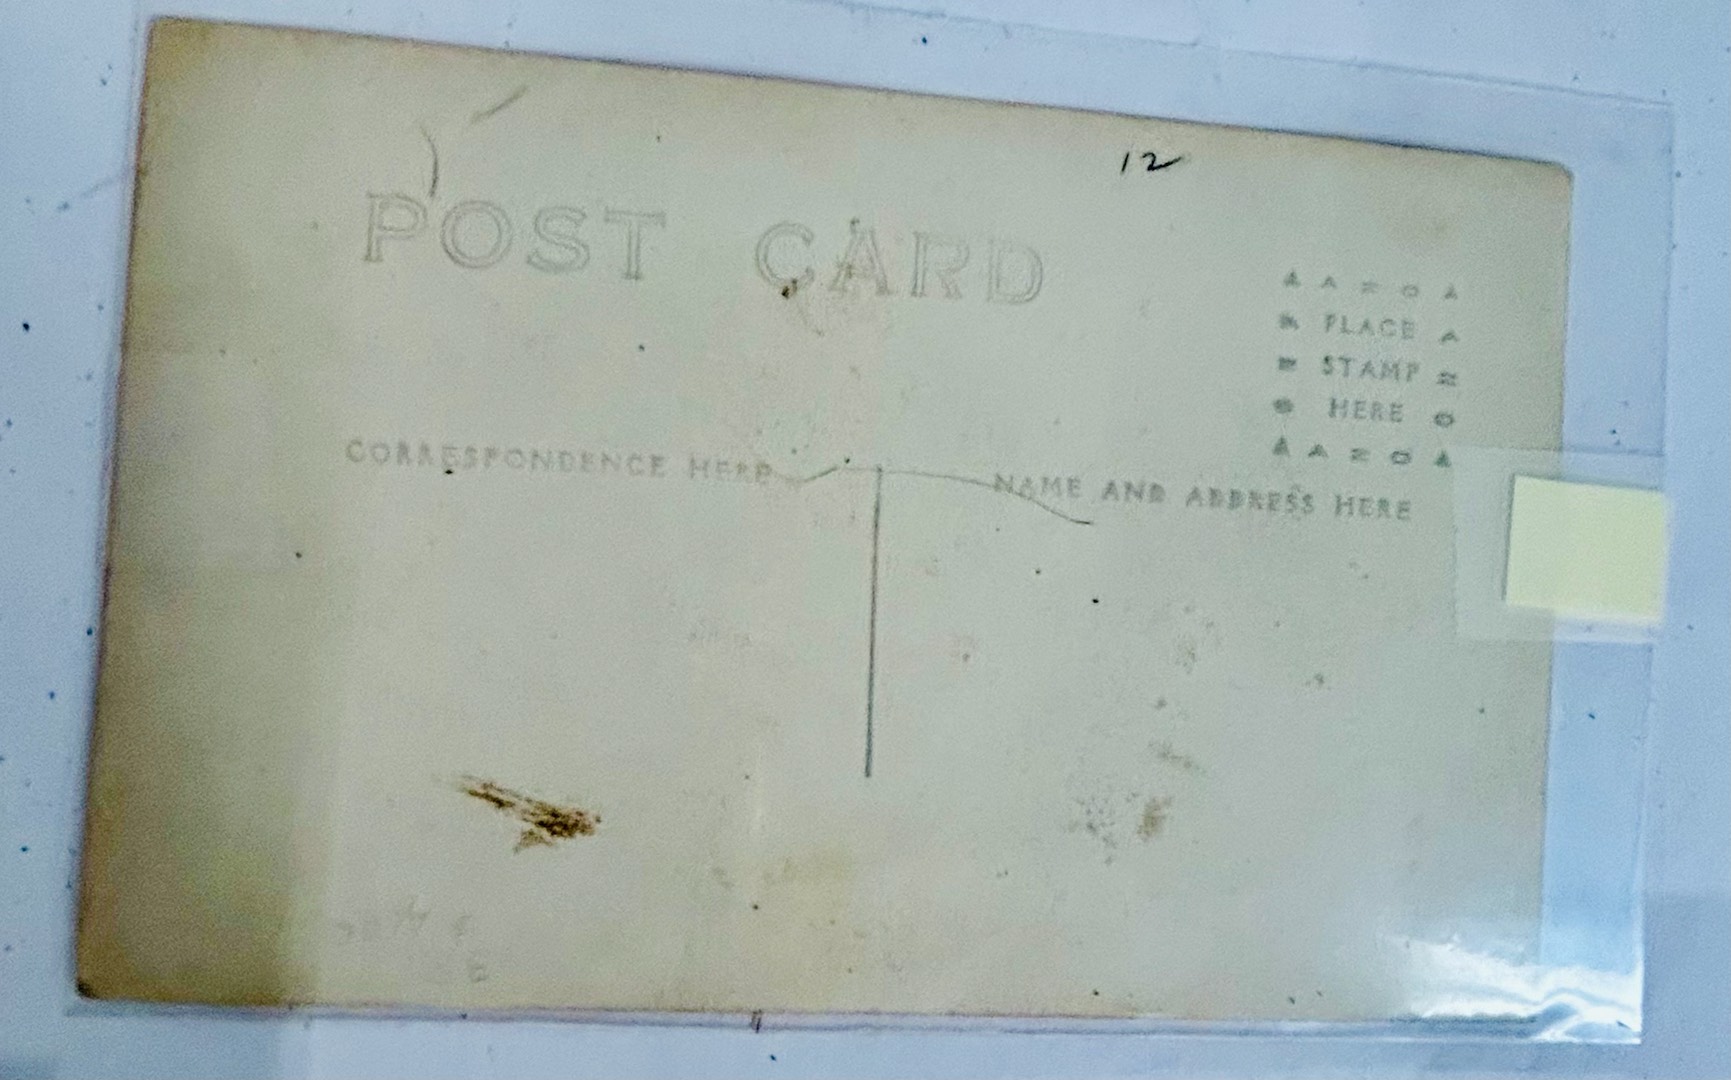 12
POST CARD
A A Z O A
A PLACE A
Z STAMP Z
O HERE O
A A Z O A
CORRESPONDENCE HERE
NAME AND ADDRESS HERE